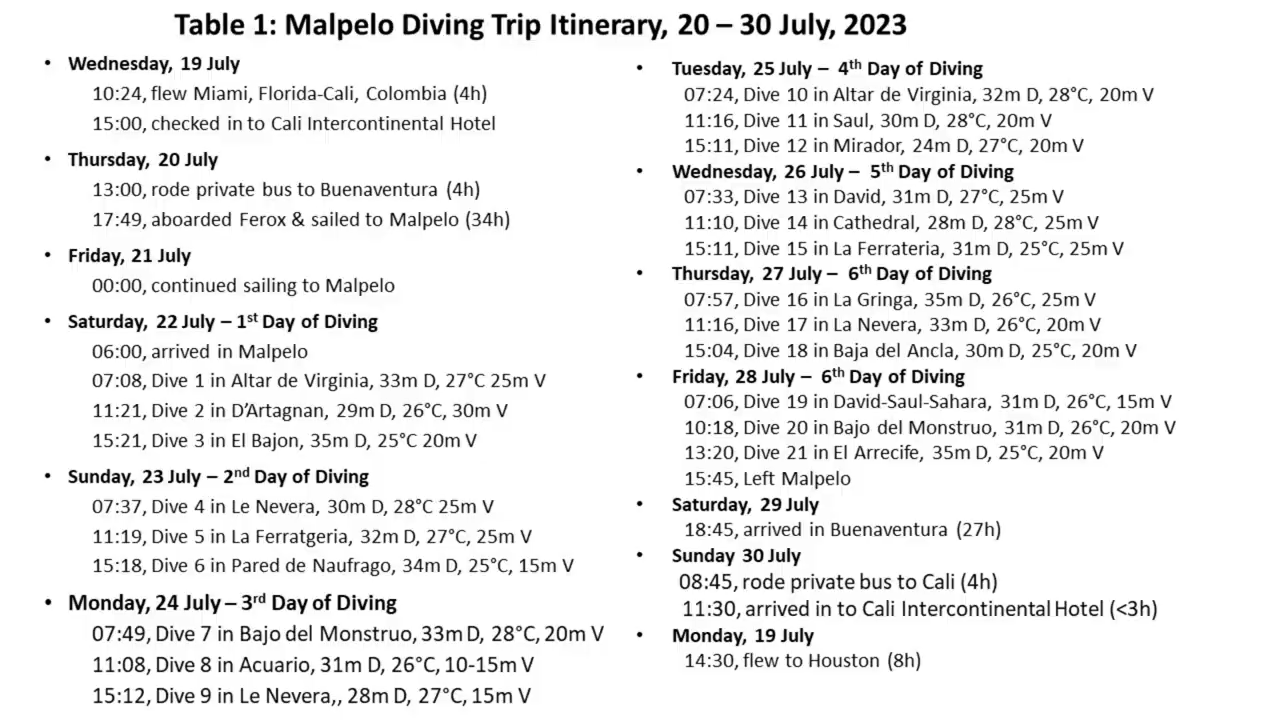 Table 1: Malpelo Diving Trip Itinerary, 20 – 30 July, 2023
• Wednesday, 19 July
10:24, flew Miami, Florida-Cali, Colombia (4h)
15:00, checked in to Cali Intercontinental Hotel
• Thursday, 20 July
13:00, rode private bus to Buenaventura (4h)
17:49, aboarded Ferox & sailed to Malpelo (34h)
• Friday, 21 July
00:00, continued sailing to Malpelo
• Saturday, 22 July – 1st Day of Diving
06:00, arrived in Malpelo
07:08, Dive 1 in Altar de Virginia, 33m D, 27°C 25m V
11:21, Dive 2 in D’Artagnan, 29m D, 26°C, 30m V
15:21, Dive 3 in El Bajon, 35m D, 25°C 20m V
• Sunday, 23 July – 2nd Day of Diving
07:37, Dive 4 in Le Nevera, 30m D, 28°C 25m V
11:19, Dive 5 in La Ferratgeria, 32m D, 27°C, 25m V
15:18, Dive 6 in Pared de Naufrago, 34m D, 25°C, 15m V
• Monday, 24 July – 3rd Day of Diving
07:49, Dive 7 in Bajo del Monstruo, 33m D, 28°C, 20m V
11:08, Dive 8 in Acuario, 31m D, 26°C, 10-15m V
15:12, Dive 9 in Le Nevera,, 28m D, 27°C, 15m V
• Tuesday, 25 July – 4th Day of Diving
07:24, Dive 10 in Altar de Virginia, 32m D, 28°C, 20m V
11:16, Dive 11 in Saul, 30m D, 28°C, 20m V
15:11, Dive 12 in Mirador, 24m D, 27°C, 20m V
• Wednesday, 26 July – 5th Day of Diving
07:33, Dive 13 in David, 31m D, 27°C, 25m V
11:10, Dive 14 in Cathedral, 28m D, 28°C, 25m V
15:11, Dive 15 in La Ferrateria, 31m D, 25°C, 25m V
• Thursday, 27 July – 6th Day of Diving
07:57, Dive 16 in La Gringa, 35m D, 26°C, 25m V
11:16, Dive 17 in La Nevera, 33m D, 26°C, 20m V
15:04, Dive 18 in Baja del Ancla, 30m D, 25°C, 20m V
• Friday, 28 July – 6th Day of Diving
07:06, Dive 19 in David-Saul-Sahara, 31m D, 26°C, 15m V
10:18, Dive 20 in Bajo del Monstruo, 31m D, 26°C, 20m V
13:20, Dive 21 in El Arrecife, 35m D, 25°C, 20m V
15:45, Left Malpelo
• Saturday, 29 July
18:45, arrived in Buenaventura (27h)
• Sunday 30 July
08:45, rode private bus to Cali (4h)
11:30, arrived in to Cali Intercontinental Hotel (<3h)
• Monday, 19 July
14:30, flew to Houston (8h)